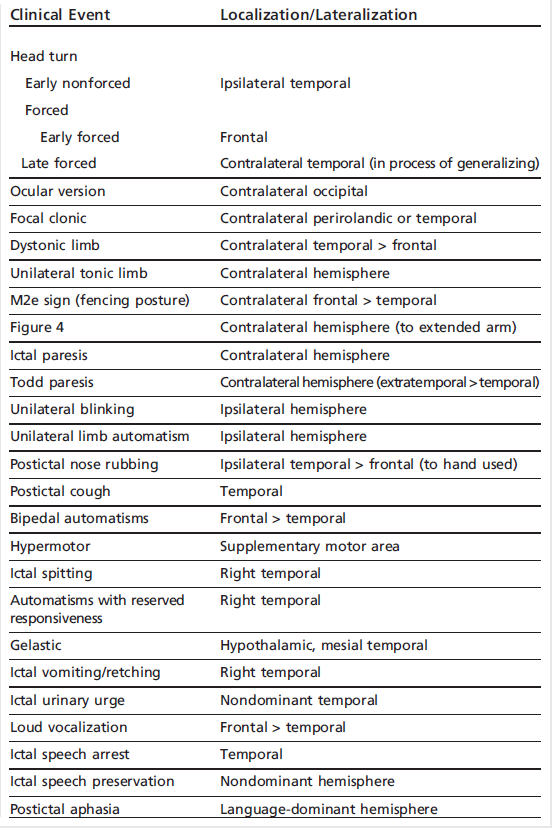 Clinical Event Localization/Lateralization
Head turn
Early nonforced Ipsilateral temporal
Forced
Early forced Frontal
Late forced Contralateral temporal (in process of generalizing)
Ocular version Contralateral occipital
Focal clonic Contralateral perirolandic or temporal
Dystonic limb Contralateral temporal > frontal
Unilateral tonic limb Contralateral hemisphere
M2e sign (fencing posture) Contralateral frontal > temporal
Figure 4 Contralateral hemisphere (to extended arm)
Ictal paresis Contralateral hemisphere
Todd paresis Contralateral hemisphere (extratemporal > temporal)
Unilateral blinking Ipsilateral hemisphere
Unilateral limb automatism Ipsilateral hemisphere
Postictal nose rubbing Ipsilateral temporal > frontal (to hand used)
Postictal cough Temporal
Bipedal automatisms Frontal > temporal
Hypermotor Supplementary motor area
Ictal spitting Right temporal
Automatisms with reserved Right temporal
responsiveness
Gelastic Hypothalamic, mesial temporal
Ictal vomiting/retching Right temporal
Ictal urinary urge Nondominant temporal
Loud vocalization Frontal > temporal
Ictal speech arrest Temporal
Ictal speech preservation Nondominant hemisphere
Postictal aphasia Language-dominant hemisphere